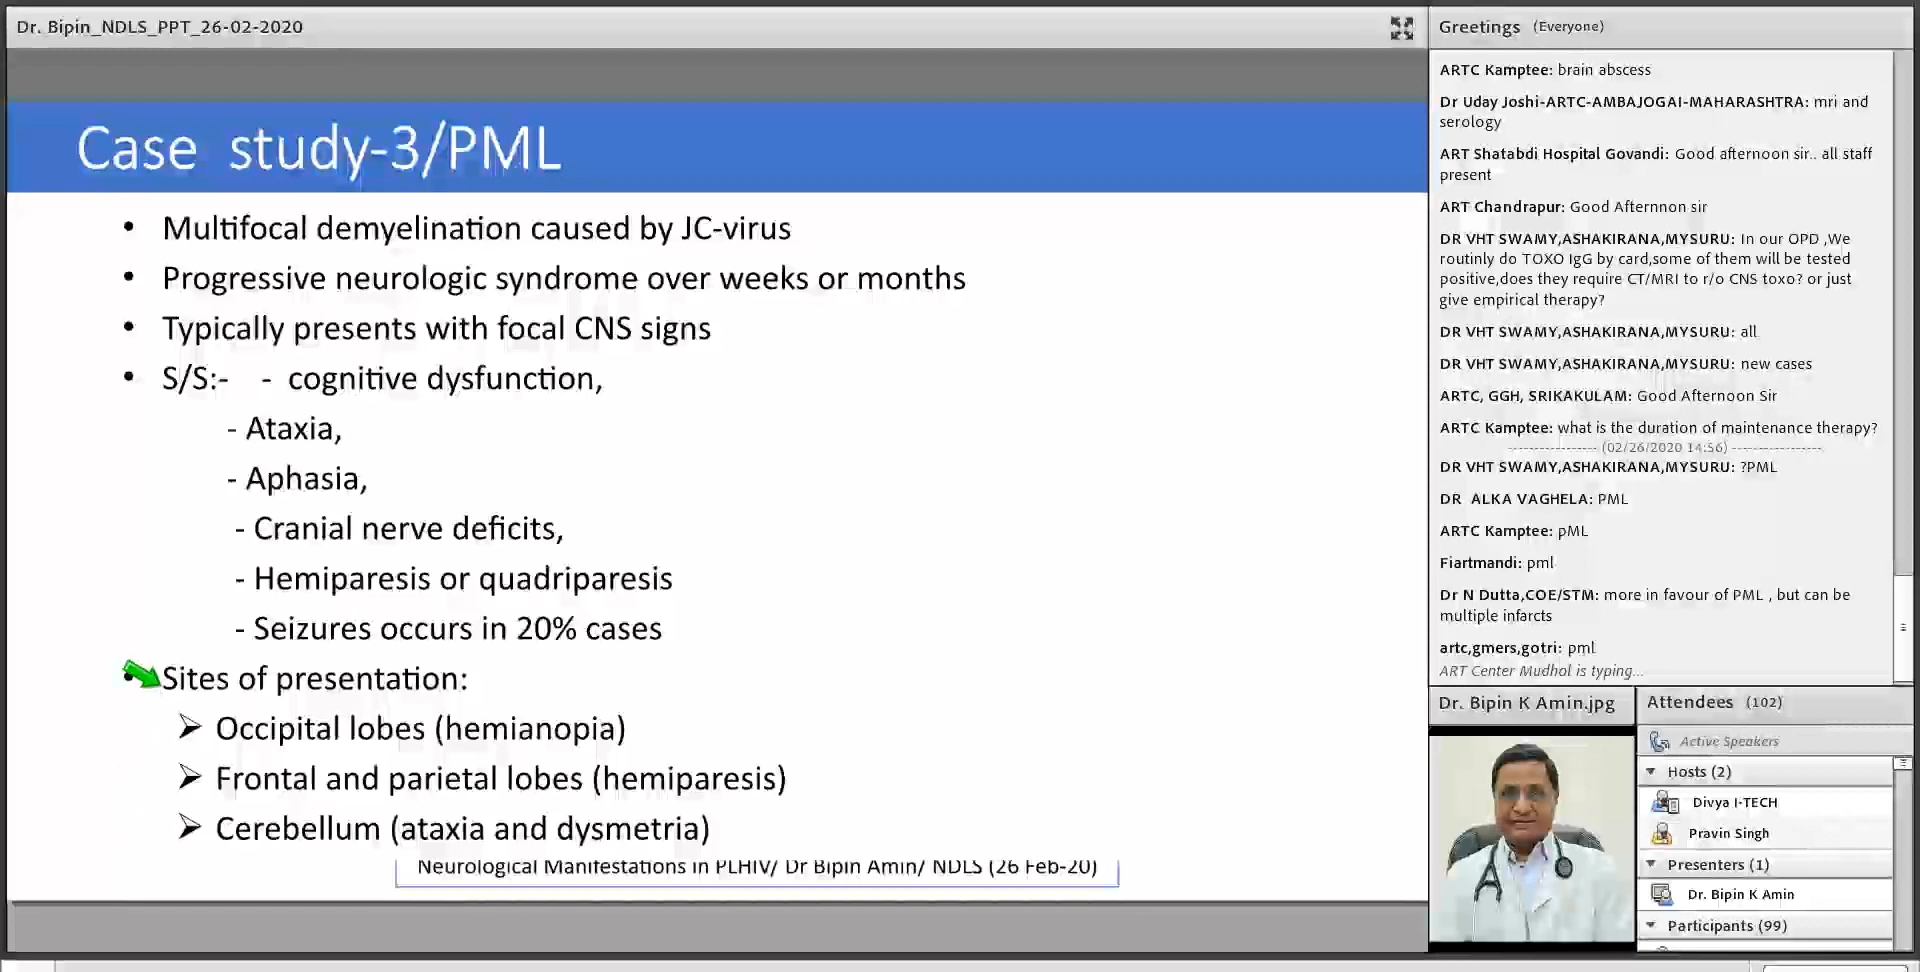 Dr. Bipin_NDLS_PPT_26-02-2020
Case study-3/PML
• Multifocal demyelination caused by JC-virus
• Progressive neurologic syndrome over weeks or months
• Typically presents with focal CNS signs
• S/S:- - cognitive dysfunction,
- Ataxia,
- Aphasia,
- Cranial nerve deficits,
- Hemiparesis or quadriparesis
- Seizures occurs in 20% cases
• Sites of presentation:
➢ Occipital lobes (hemianopia)
➢ Frontal and parietal lobes (hemiparesis)
➢ Cerebellum (ataxia and dysmetria)
Neurological Manifestations in PLHIV/ Dr Bipin Amin/ NDLS (26 Feb-20)
Greetings (Everyone)
ARTC Kamptee: brain abscess
Dr Uday Joshi-ARTC-AMBAJOGAI-MAHARASHTRA: mri and
serology
ART Shatabdi Hospital Govandi: Good afternoon sir.. all staff
present
ART Chandrapur: Good Afternnon sir
DR VHT SWAMY,ASHAKIRANA,MYSURU: In our OPD ,We
routinly do TOXO IgG by card,some of them will be tested
positive,does they require CT/MRI to r/o CNS toxo? or just
give empirical therapy?
DR VHT SWAMY,ASHAKIRANA,MYSURU: all
DR VHT SWAMY,ASHAKIRANA,MYSURU: new cases
ARTC, GGH, SRIKAKULAM: Good Afternoon Sir
ARTC Kamptee: what is the duration of maintenance therapy?
----------------- (02/26/2020 14:56) -----------------
DR VHT SWAMY,ASHAKIRANA,MYSURU: ?PML
DR ALKA VAGHELA: PML
ARTC Kamptee: pML
Fiartmandi: pml
Dr N Dutta,COE/STM: more in favour of PML , but can be
multiple infarcts
artc,gmers,gotri: pml
ART Center Mudhol is typing...
Dr. Bipin K Amin.jpg
Attendees (102)
Active Speakers
Hosts (2)
Divya I-TECH
Pravin Singh
Presenters (1)
Dr. Bipin K Amin
Participants (99)